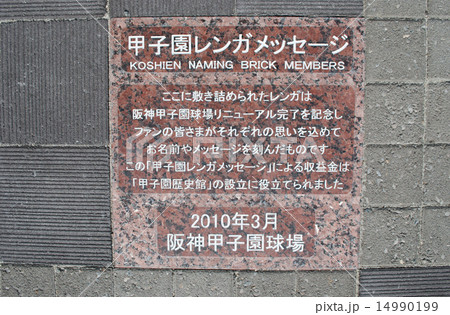 甲子園レンガメッセージ
KOSHIEN NAMING BRICK MEMBERS
ここに敷き詰められたレンガは
阪神甲子園球場リニューアル完了を記念し
ファンの皆さまがそれぞれの思いを込めて
お名前やメッセージを刻んだものです
この「甲子園レンガメッセージ」による収益金は
「甲子園歴史館」の設立に役立てられました
2010年3月
阪神甲子園球場
pixta.jp - 14990199